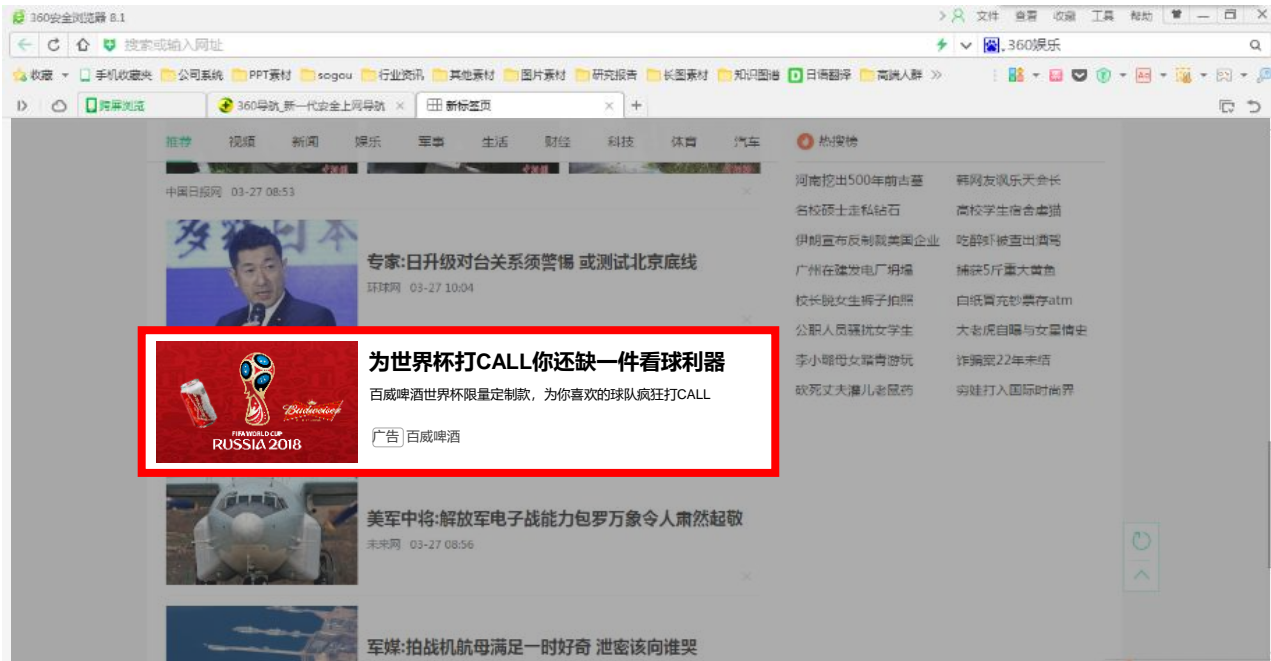 360安全浏览器 8.1
文件 查看 收藏 工具 帮助
搜索或输入网址
360娱乐
收藏 手机收藏夹 公司系统 PPT素材 sogou 行业资讯 其他素材 图片素材 研究报告 长图素材 知识图谱 日语翻译 高端人群
跨屏浏览 360导航_新一代安全上网导航 新标签页
推荐 视频 新闻 娱乐 军事 生活 财经 科技 体育 汽车
中国日报网 03-27 08:53
多 日本
专家:日升级对台关系须警惕 或测试北京底线
环球网 03-27 10:04
Budweiser
FIFA WORLD CUP
RUSSIA 2018
为世界杯打CALL你还缺一件看球利器
百威啤酒世界杯限量定制款，为你喜欢的球队疯狂打CALL
广告 百威啤酒
美军中将:解放军电子战能力包罗万象令人肃然起敬
未来网 03-27 08:56
军媒:拍战机航母满足一时好奇 泄密该向谁哭
热搜榜
河南挖出500年前古墓 韩网友讽乐天会长
名校硕士走私钻石 高校学生宿舍虐猫
伊朗宣布反制裁美国企业 吃醉虾被查出酒驾
广州在建发电厂坍塌 捕获5斤重大黄鱼
校长脱女生裤子拍照 白纸冒充钞票存atm
公职人员骚扰女学生 大老虎自曝与女星情史
李小璐母女踏青游玩 诈骗案22年未结
砍死丈夫灌儿老鼠药 穷娃打入国际时尚界